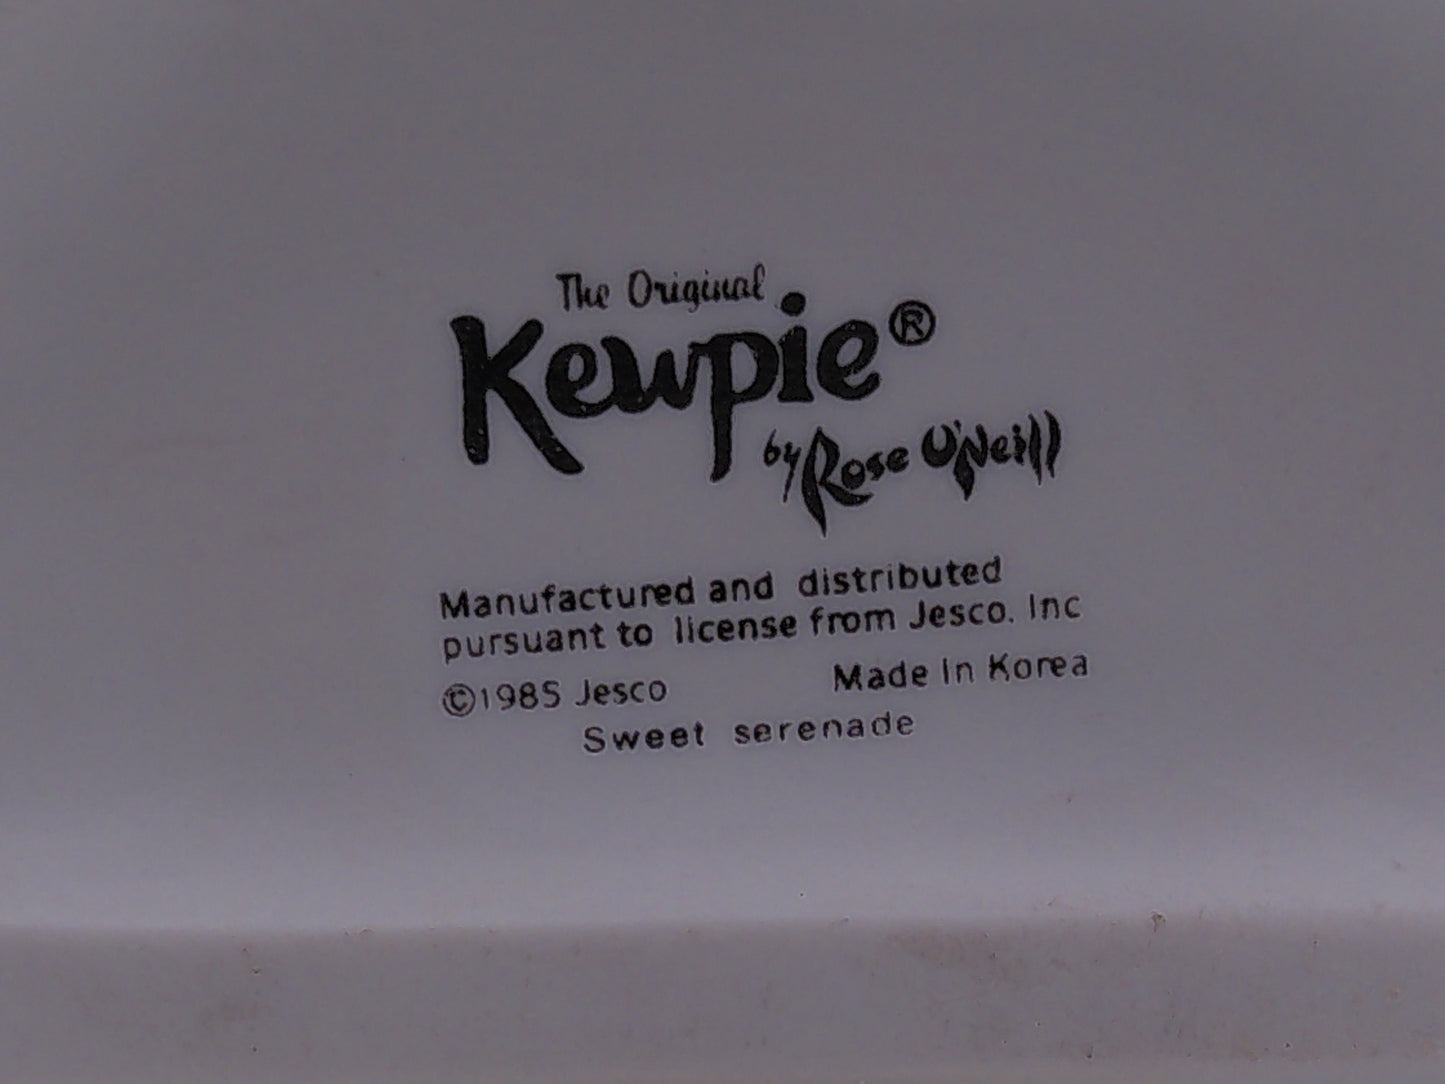 The Original
Kewpie®
by Rose O'Neill
Manufactured and distributed
pursuant to license from Jesco. Inc
©1985 Jesco Made In Korea
Sweet serenade